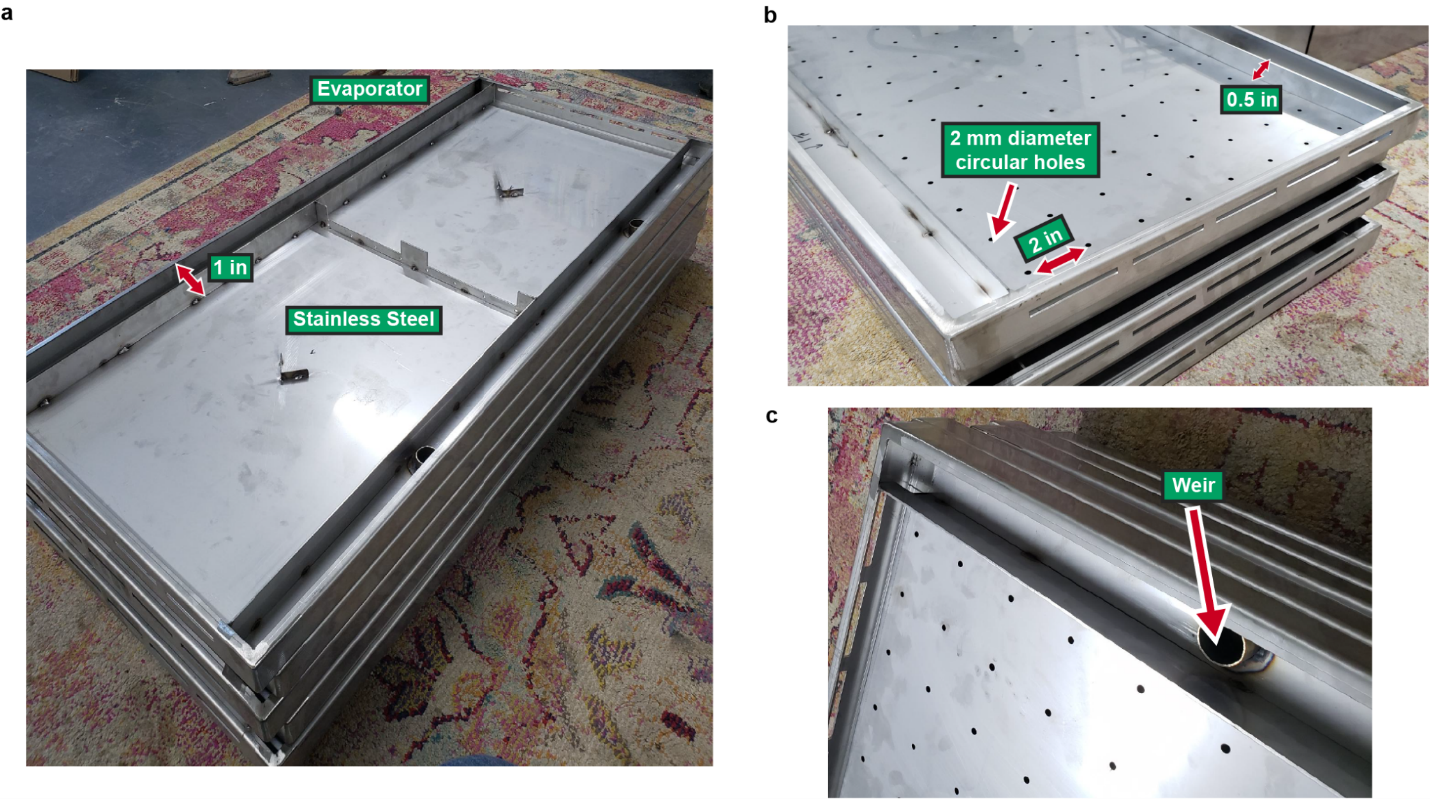 a
Evaporator
1 in
Stainless Steel
b
0.5 in
2 mm diameter
circular holes
2 in
c
Weir